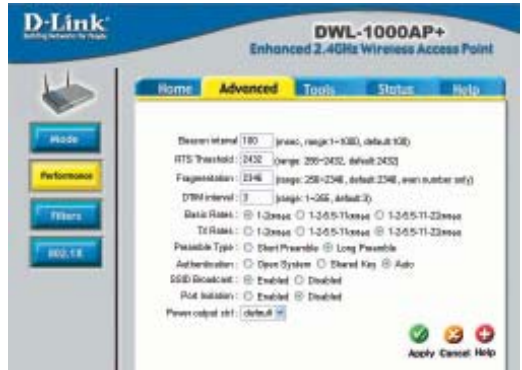 D-Link
Building Networks for People
DWL-1000AP+
Enhanced 2.4GHz Wireless Access Point
Home Advanced Tools Status Help
Mode
Performance
Filters
802.1X
Beacon interval : 100 (msec, range:1~1000, default:100)
RTS Threshold : 2432 (range: 256~2432, default:2432)
Fragmentation : 2346 (range: 256~2346, default:2346, even number only)
DTIM interval : 3 (range: 1~255, default:3)
Basic Rates : 1-2(Mbps) 1-2-5.5-11(Mbps) 1-2-5.5-11-22(Mbps)
TX Rates : 1-2(Mbps) 1-2-5.5-11(Mbps) 1-2-5.5-11-22(Mbps)
Preamble Type : Short Preamble Long Preamble
Authentication : Open System Shared Key Auto
SSID Broadcast : Enabled Disabled
Port Isolation : Enabled Disabled
Power output ctrl : default
Apply Cancel Help